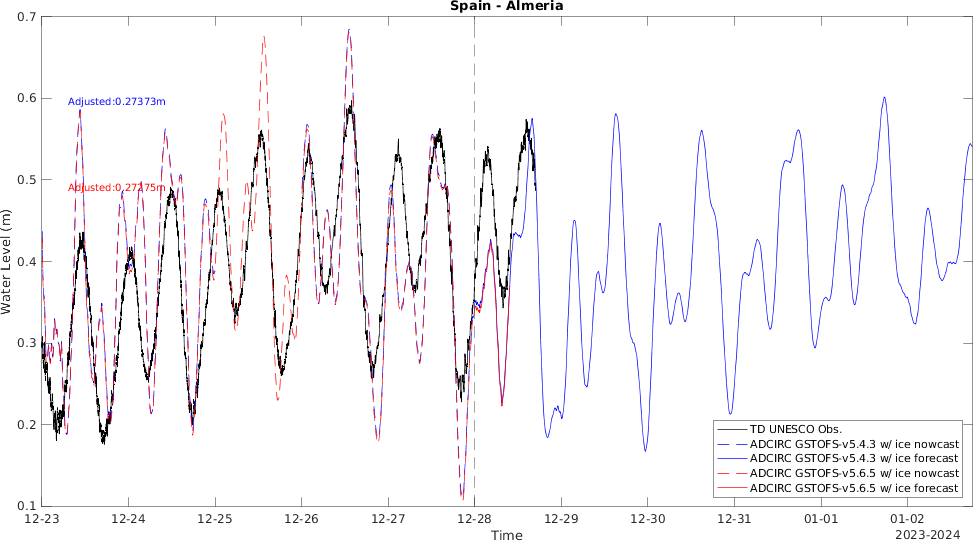 Spain - Almeria
0.7
0.6
0.5
0.4
0.3
0.2
0.1
Water Level (m)
Adjusted:0.27373m
Adjusted:0.27275m
TD UNESCO Obs.
ADCIRC GSTOFS-v5.4.3 w/ ice nowcast
ADCIRC GSTOFS-v5.4.3 w/ ice forecast
ADCIRC GSTOFS-v5.6.5 w/ ice nowcast
ADCIRC GSTOFS-v5.6.5 w/ ice forecast
12-23 12-24 12-25 12-26 12-27 12-28 12-29 12-30 12-31 01-01 01-02
Time
2023-2024